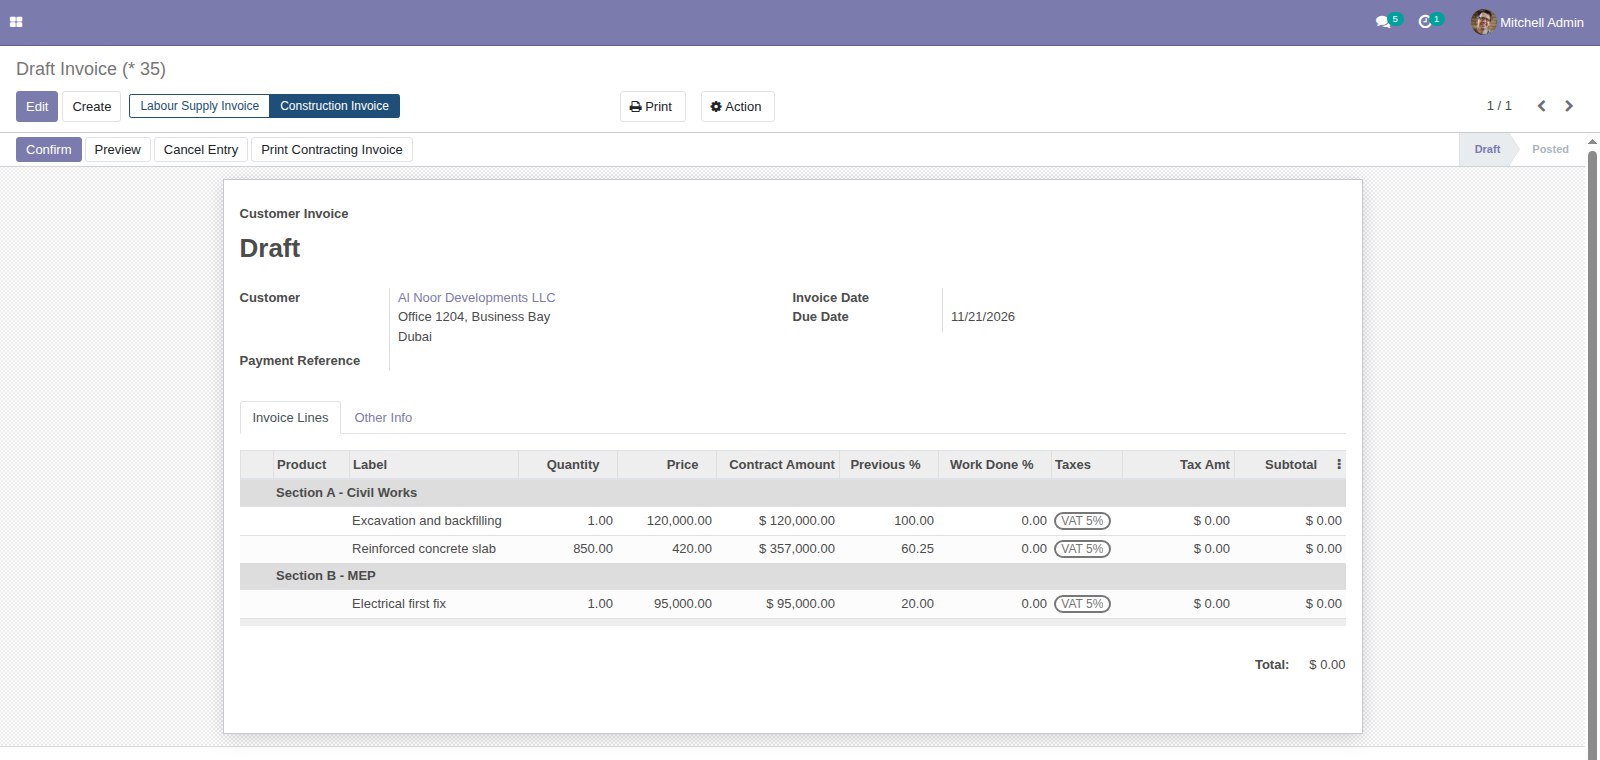 5 1 Mitchell Admin
Draft Invoice (* 35)
Edit Create Labour Supply Invoice Construction Invoice Print Action 1 / 1
Confirm Preview Cancel Entry Print Contracting Invoice Draft Posted
Customer Invoice
Draft
Customer Al Noor Developments LLC Invoice Date
Office 1204, Business Bay Due Date 11/21/2026
Dubai
Payment Reference
Invoice Lines Other Info
Product Label Quantity Price Contract Amount Previous % Work Done % Taxes Tax Amt Subtotal
Section A - Civil Works
Excavation and backfilling 1.00 120,000.00 $ 120,000.00 100.00 0.00 VAT 5% $ 0.00 $ 0.00
Reinforced concrete slab 850.00 420.00 $ 357,000.00 60.25 0.00 VAT 5% $ 0.00 $ 0.00
Section B - MEP
Electrical first fix 1.00 95,000.00 $ 95,000.00 20.00 0.00 VAT 5% $ 0.00 $ 0.00
Total: $ 0.00